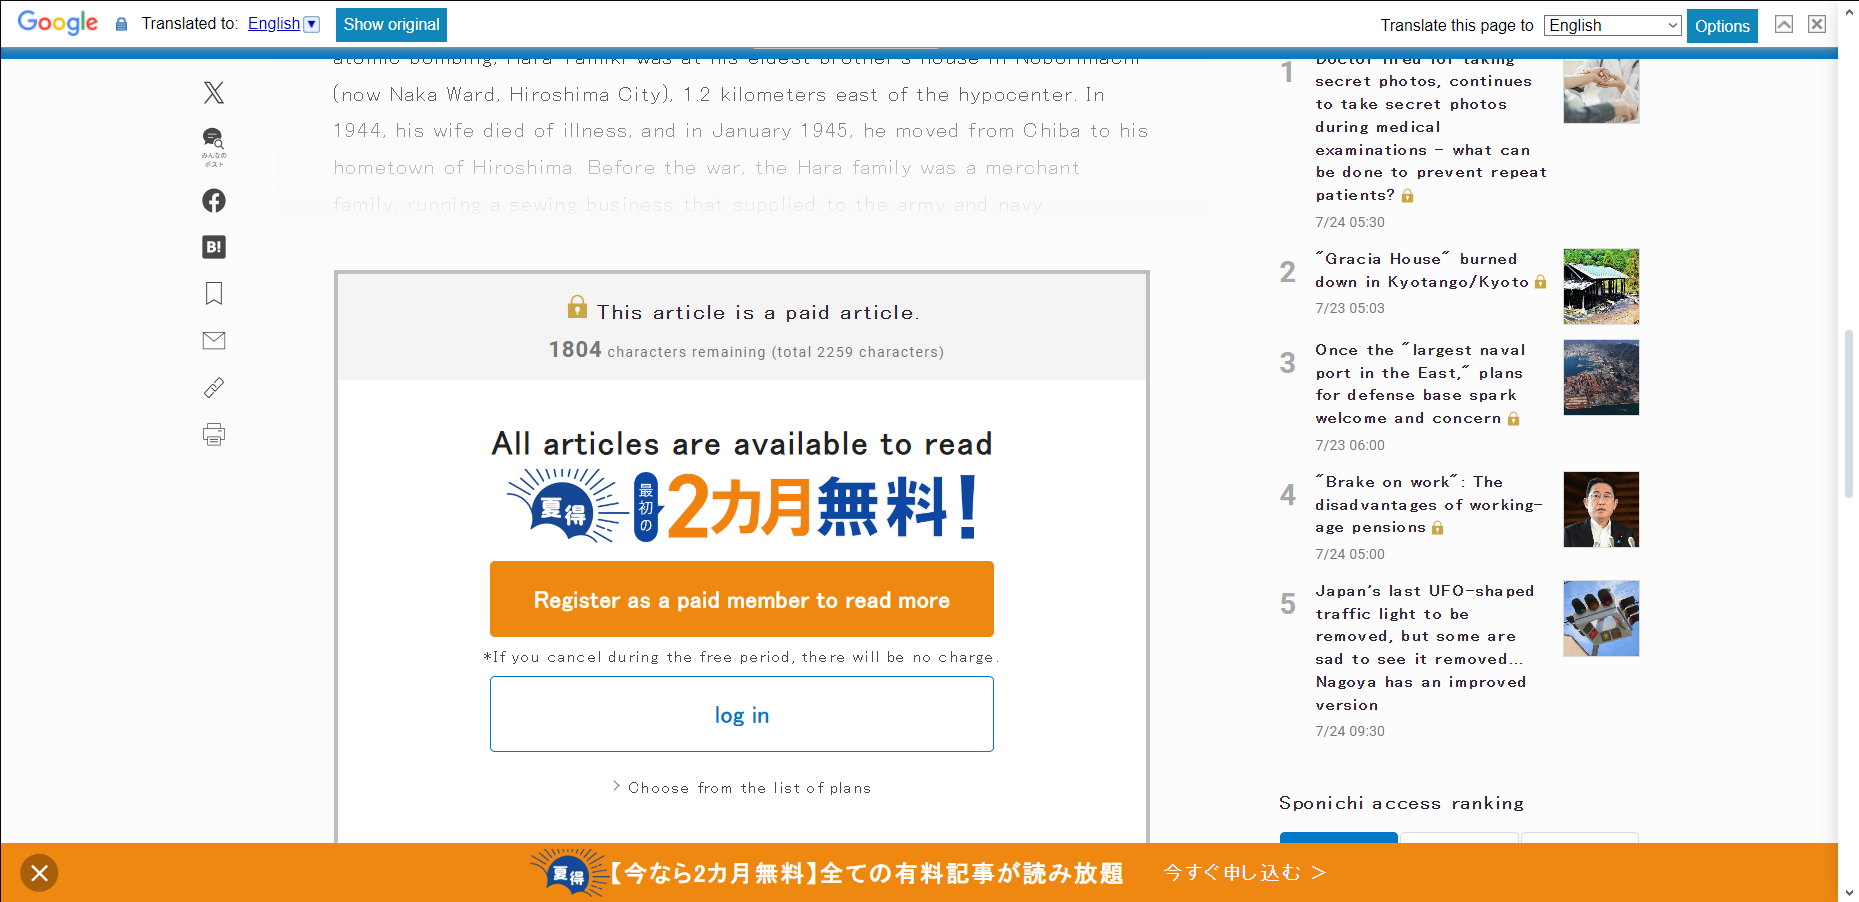 Google Translated to: English Show original Translate this page to English Options
atomic bombing, Hara Tamiki was at his eldest brother's house in Noborimachi
(now Naka Ward, Hiroshima City), 1.2 kilometers east of the hypocenter. In
1944, his wife died of illness, and in January 1945, he moved from Chiba to his
hometown of Hiroshima. Before the war, the Hara family was a merchant
family, running a sewing business that supplied to the army and navy
みんなの
ポスト
B!
This article is a paid article.
1804 characters remaining (total 2259 characters)
All articles are available to read
夏得 最初の 2カ月無料!
Register as a paid member to read more
*If you cancel during the free period, there will be no charge.
log in
> Choose from the list of plans
1
Doctor fired for taking
secret photos, continues
to take secret photos
during medical
examinations - what can
be done to prevent repeat
patients?
7/24 05:30
2
"Gracia House" burned
down in Kyotango/Kyoto
7/23 05:03
3
Once the "largest naval
port in the East," plans
for defense base spark
welcome and concern
7/23 06:00
4
"Brake on work": The
disadvantages of working-
age pensions
7/24 05:00
5
Japan's last UFO-shaped
traffic light to be
removed, but some are
sad to see it removed...
Nagoya has an improved
version
7/24 09:30
Sponichi access ranking
夏得 【今なら2カ月無料】全ての有料記事が読み放題 今すぐ申し込む >